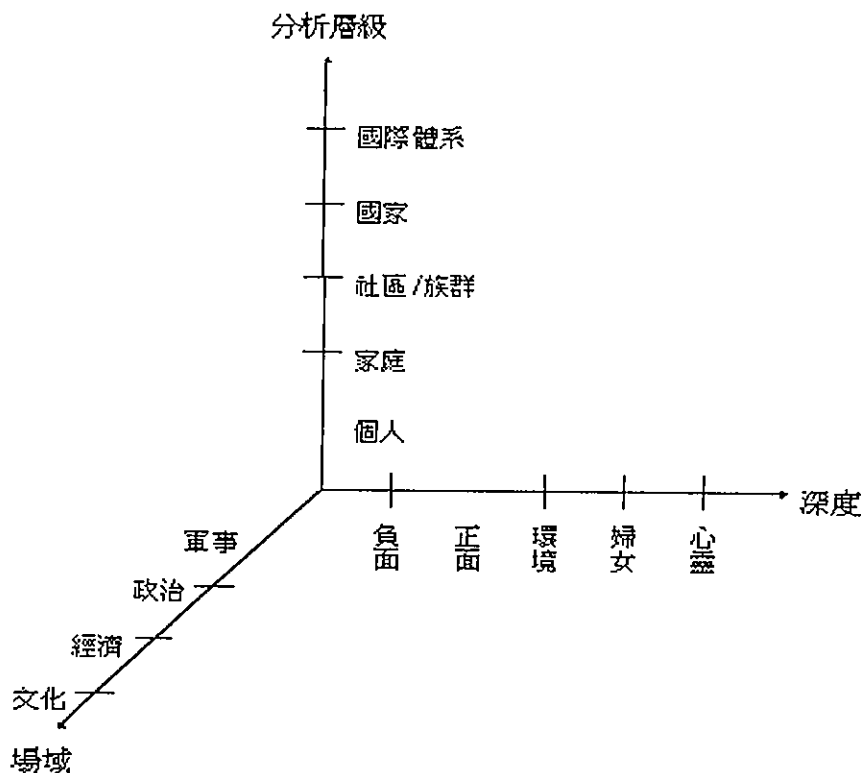 分析層級
國際體系
國家
社區/族群
家庭
個人
深度
負面
正面
環境
婦女
心靈
軍事
政治
經濟
文化
場域